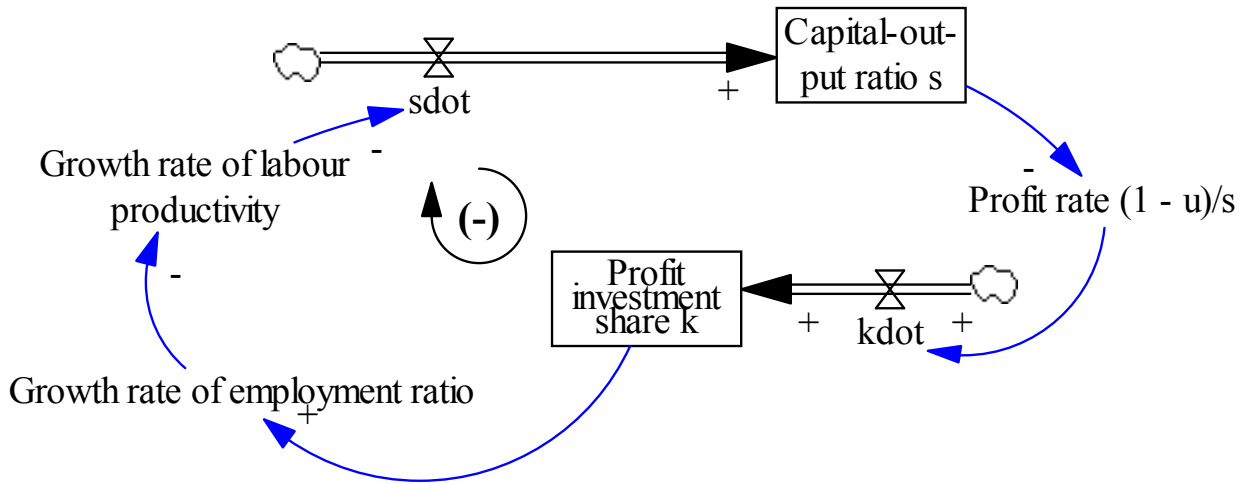 Capital-out-
put ratio s
sdot
+
Growth rate of labour
productivity
-
-
Profit rate (1 - u)/s
(-)
Profit
investment
share k
+
kdot
+
-
Growth rate of employment ratio
+